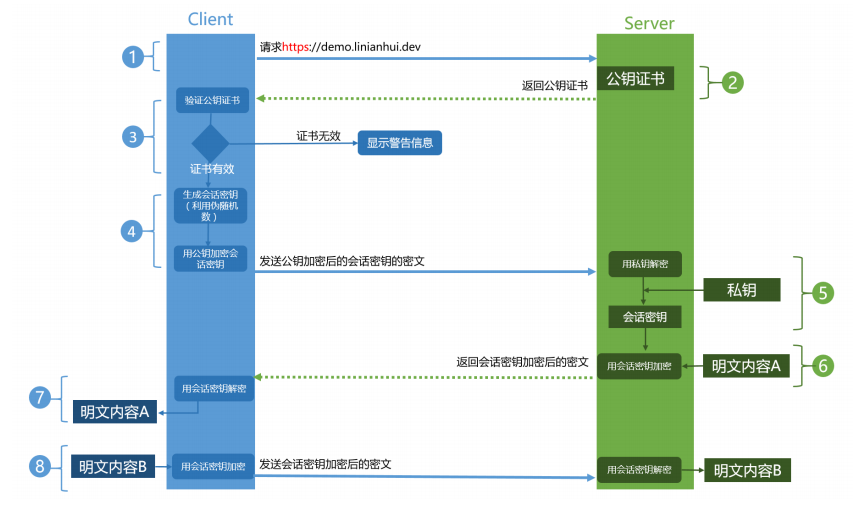 Client
Server
1
请求https://demo.linianhui.dev
公钥证书
2
返回公钥证书
验证公钥证书
3
证书无效
显示警告信息
证书有效
4
生成会话密钥
（利用伪随机
数）
用公钥加密会
话密钥
发送公钥加密后的会话密钥的密文
用私钥解密
私钥
5
会话密钥
返回会话密钥加密后的密文
用会话密钥加密
明文内容A
6
7
用会话密钥解密
明文内容A
8
明文内容B
用会话密钥加密
发送会话密钥加密后的密文
用会话密钥解密
明文内容B